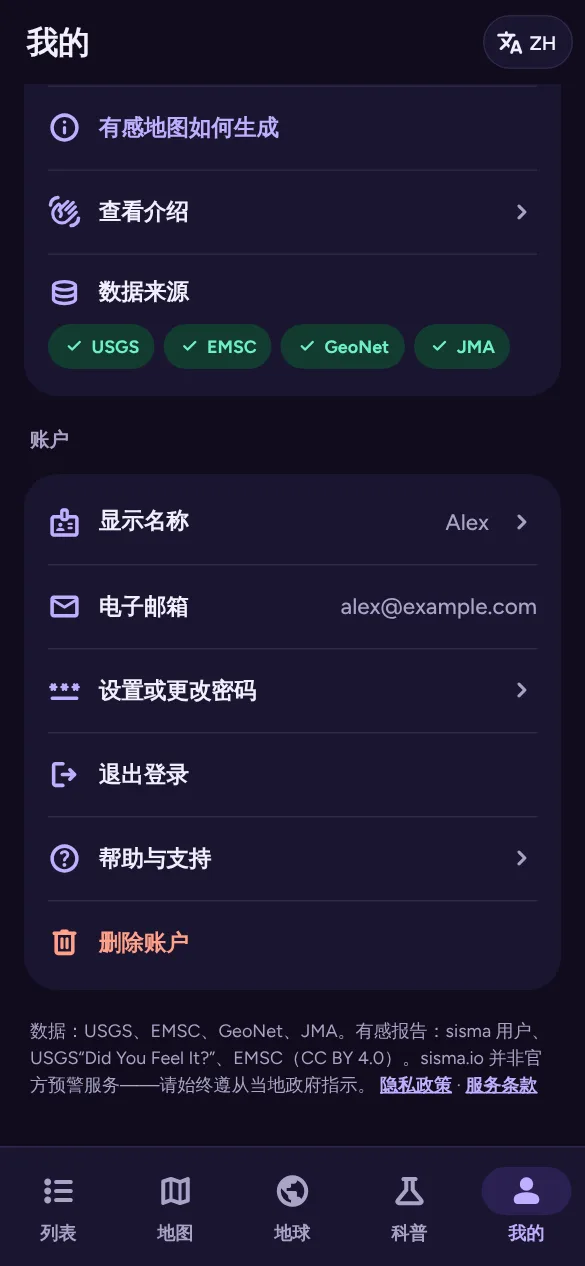 我的
ZH
有感地图如何生成
查看介绍
数据来源
USGS
EMSC
GeoNet
JMA
账户
显示名称
Alex
电子邮箱
alex@example.com
设置或更改密码
退出登录
帮助与支持
删除账户
数据：USGS、EMSC、GeoNet、JMA。有感报告：sisma 用户、
USGS“Did You Feel It?”、EMSC（CC BY 4.0）。sisma.io 并非官
方预警服务——请始终遵从当地政府指示。 隐私政策 · 服务条款
列表
地图
地球
科普
我的